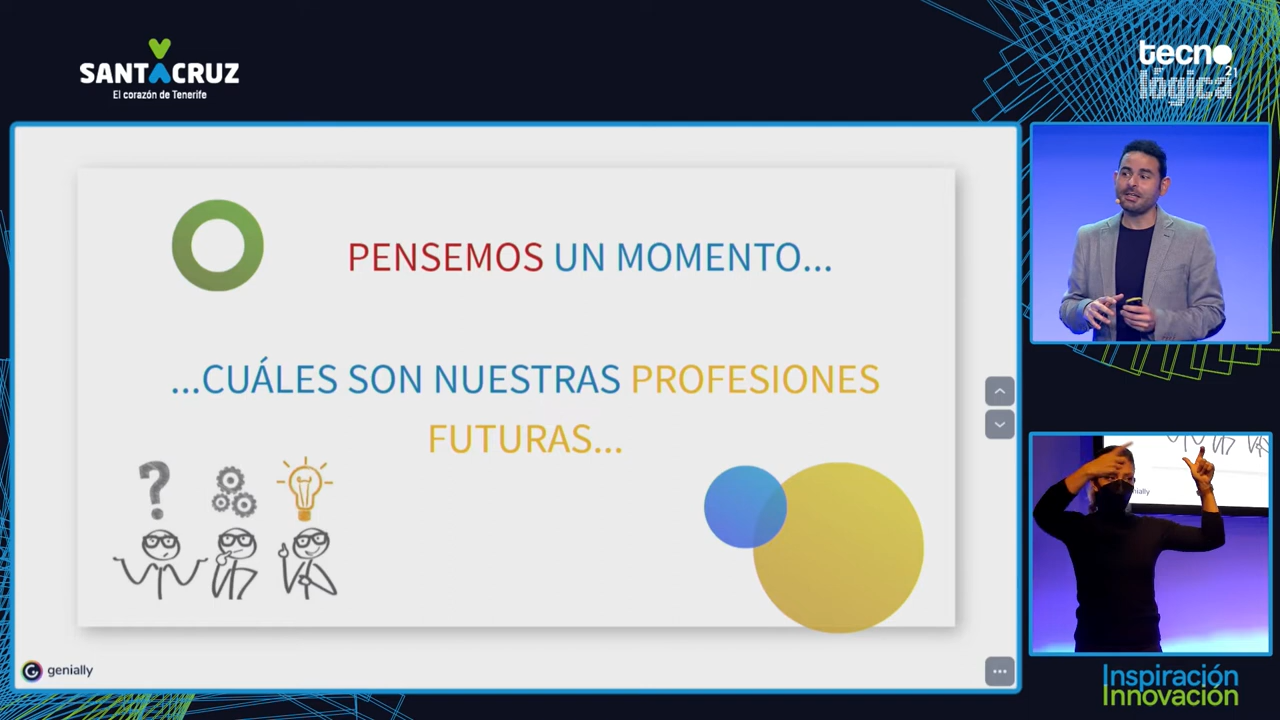 SANTACRUZ
El corazón de Tenerife
tecno
lógica
21
PENSEMOS UN MOMENTO...
...CUÁLES SON NUESTRAS PROFESIONES
FUTURAS...
?
genially
nially
Inspiración
Innovación